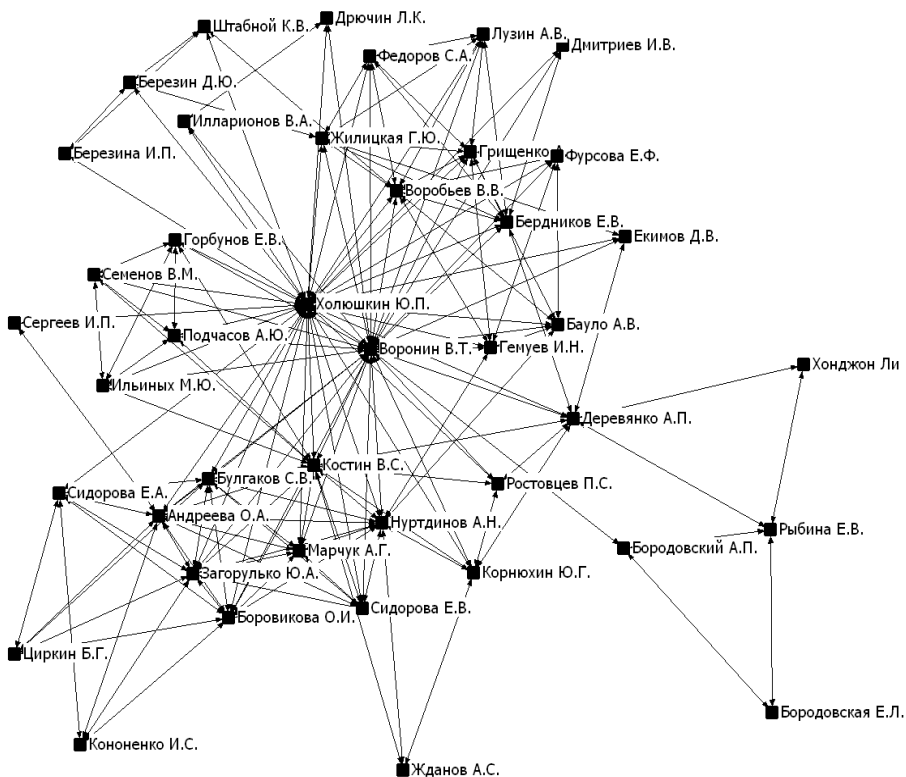 Дрючин Л.К.
Штабной К.В.
Лузин А.В.
Дмитриев И.В.
Федоров С.А.
Березин Д.Ю.
Илларионов В.А.
Жилицкая Г.Ю.
Березина И.П.
Грищенко
Фурсова Е.Ф.
Воробьев В.В.
Бердников Е.В.
Екимов Д.В.
Горбунов Е.В.
Семенов В.М.
Холюшкин Ю.П.
Сергеев И.П.
Бауло А.В.
Подчасов А.Ю.
Воронин В.Т.
Гемуев И.Н.
Хонджон Ли
Ильиных М.Ю.
Деревянко А.П.
Костин В.С.
Булгаков С.В.
Ростовцев П.С.
Сидорова Е.А.
Андреева О.А.
Нуртдинов А.Н.
Рыбина Е.В.
Марчук А.Г.
Бородовский А.П.
Загорулько Ю.А.
Корнюхин Ю.Г.
Сидорова Е.В.
Боровикова О.И.
Циркин Б.Г.
Бородовская Е.Л.
Кононенко И.С.
Жданов А.С.